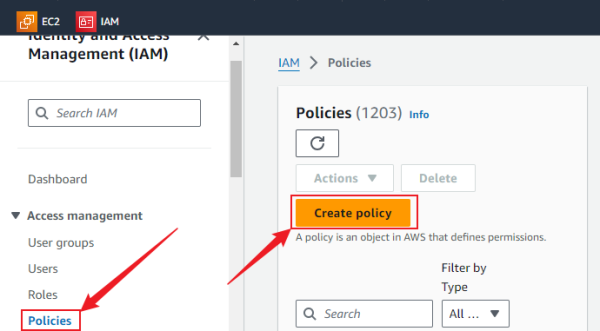 EC2 IAM
Identity and Access
Management (IAM)
Search IAM
Dashboard
Access management
User groups
Users
Roles
Policies
IAM > Policies
Policies (1203) Info
Actions Delete
Create policy
A policy is an object in AWS that defines permissions.
Filter by
Type
Search All ...